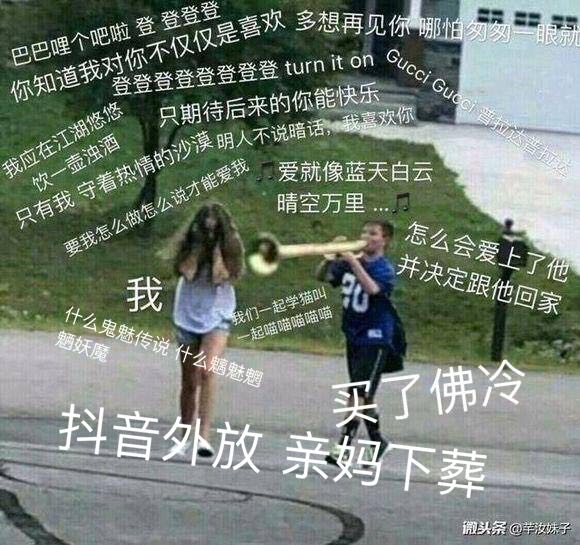 巴巴哩个吧啦 登 登登登
你知道我对你不仅仅是喜欢
多想再见你 哪怕匆匆一眼就
登登登登登登登登 turn it on
Gucci Gucci 普拉达普拉达
只期待后来的你能快乐
我应在江湖悠悠
饮一壶浊酒
明人不说暗话，我喜欢你
只有我 守着热情的沙漠
要我怎么做怎么说才能爱我
🎵爱就像蓝天白云
晴空万里 ...🎵
怎么会爱上了他
并决定跟他回家
我
我们一起学猫叫
一起喵喵喵喵喵
什么鬼魅传说 什么魑魅魍
魉妖魔
买了佛冷
抖音外放 亲妈下葬
微头条 @芊汝妹子